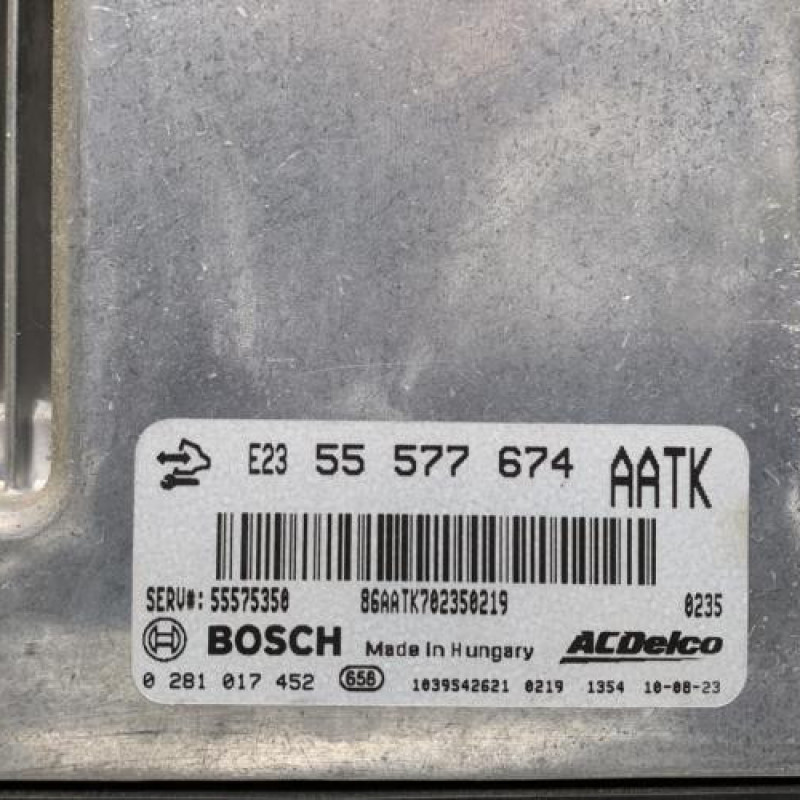 E23 55 577 674 AATK
SERV#: 55575350 86AATK702350219 0235
BOSCH Made in Hungary ACDelco
0 281 017 452 658 1039S42621 0219 1354 10-08-23